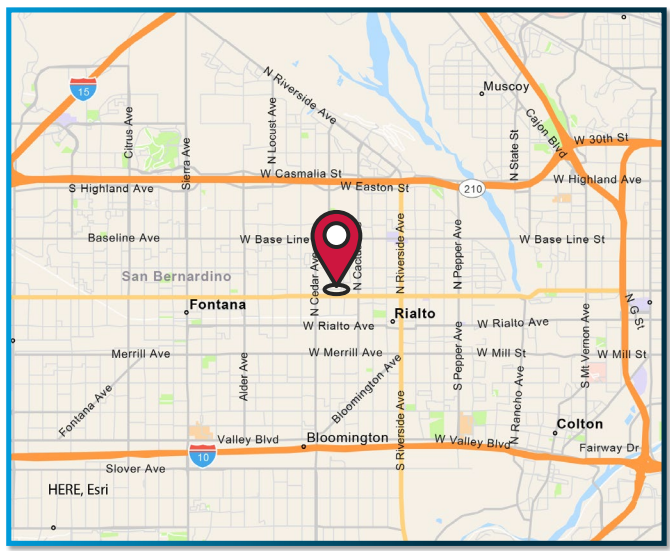 N Riverside Ave
Muscoy
15
Citrus Ave
N Locust Ave
Cajon Blvd
Sierra Ave
N State St
W 30th St
W Casmalia St
S Highland Ave
W Easton St
210
W Highland Ave
Baseline Ave
W Base Line
N Cedar Ave
N Riverside Ave
N Pepper Ave
W Base Line St
San Bernardino
Fontana
Rialto
N G St
W Rialto Ave
W Rialto Ave
Merrill Ave
W Merrill Ave
S Pepper Ave
W Mill St
S Mt Vernon Ave
W Mill St
Alder Ave
Fontana Ave
Bloomington Ave
N Rancho Ave
S Riverside Ave
Colton
Valley Blvd
Bloomington
W Valley Blvd
Fairway Dr
10
Slover Ave
HERE, Esri